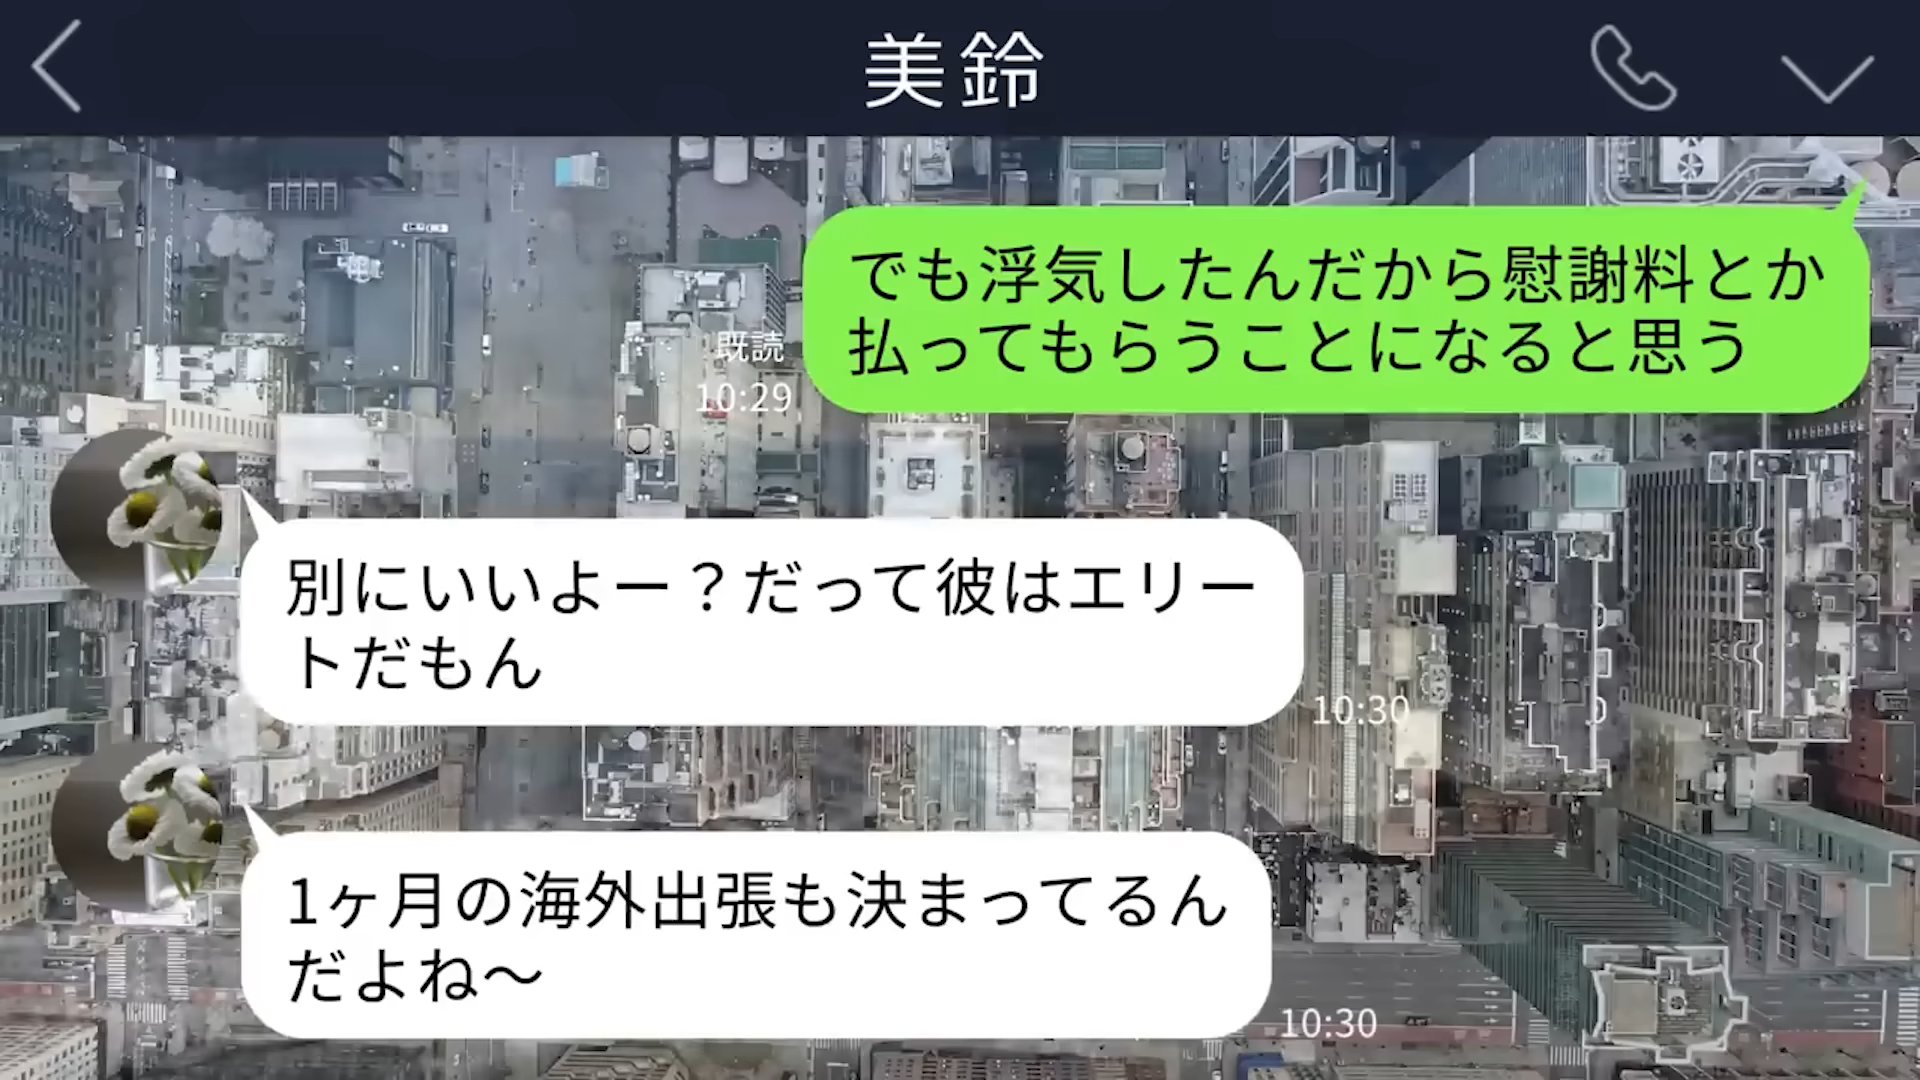 美鈴
でも浮気したんだから慰謝料とか
払ってもらうことになると思う
既読
10:29
別にいいよー？だって彼はエリー
トだもん
10:30
1ヶ月の海外出張も決まってるん
だよね〜
10:30